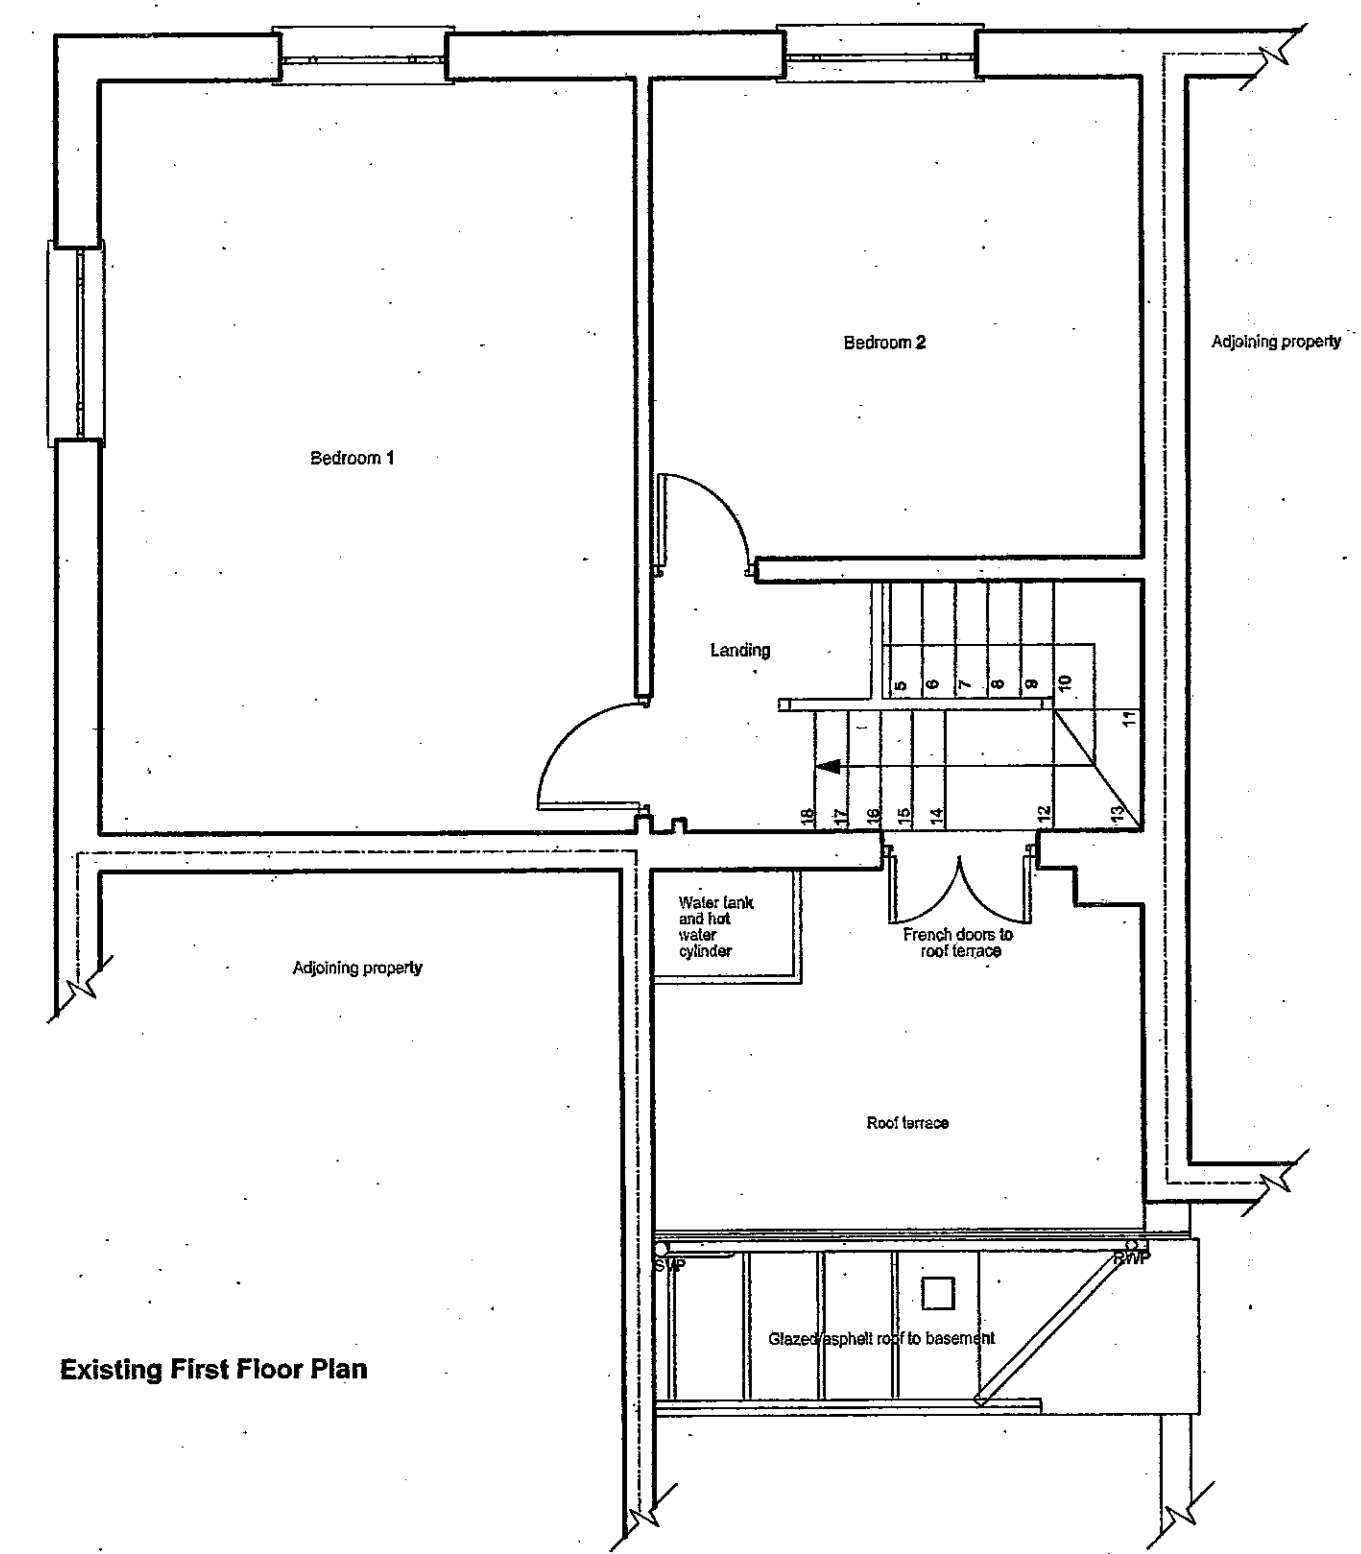 Bedroom 2
Adjoining property
Bedroom 1
Landing
5
6
7
8
9
10
11
18
17
16
15
14
12
13
Water tank
and hot
water
cylinder
French doors to
roof terrace
Adjoining property
Roof terrace
SVP
RWP
Glazed/asphelt roof to basement
Existing First Floor Plan